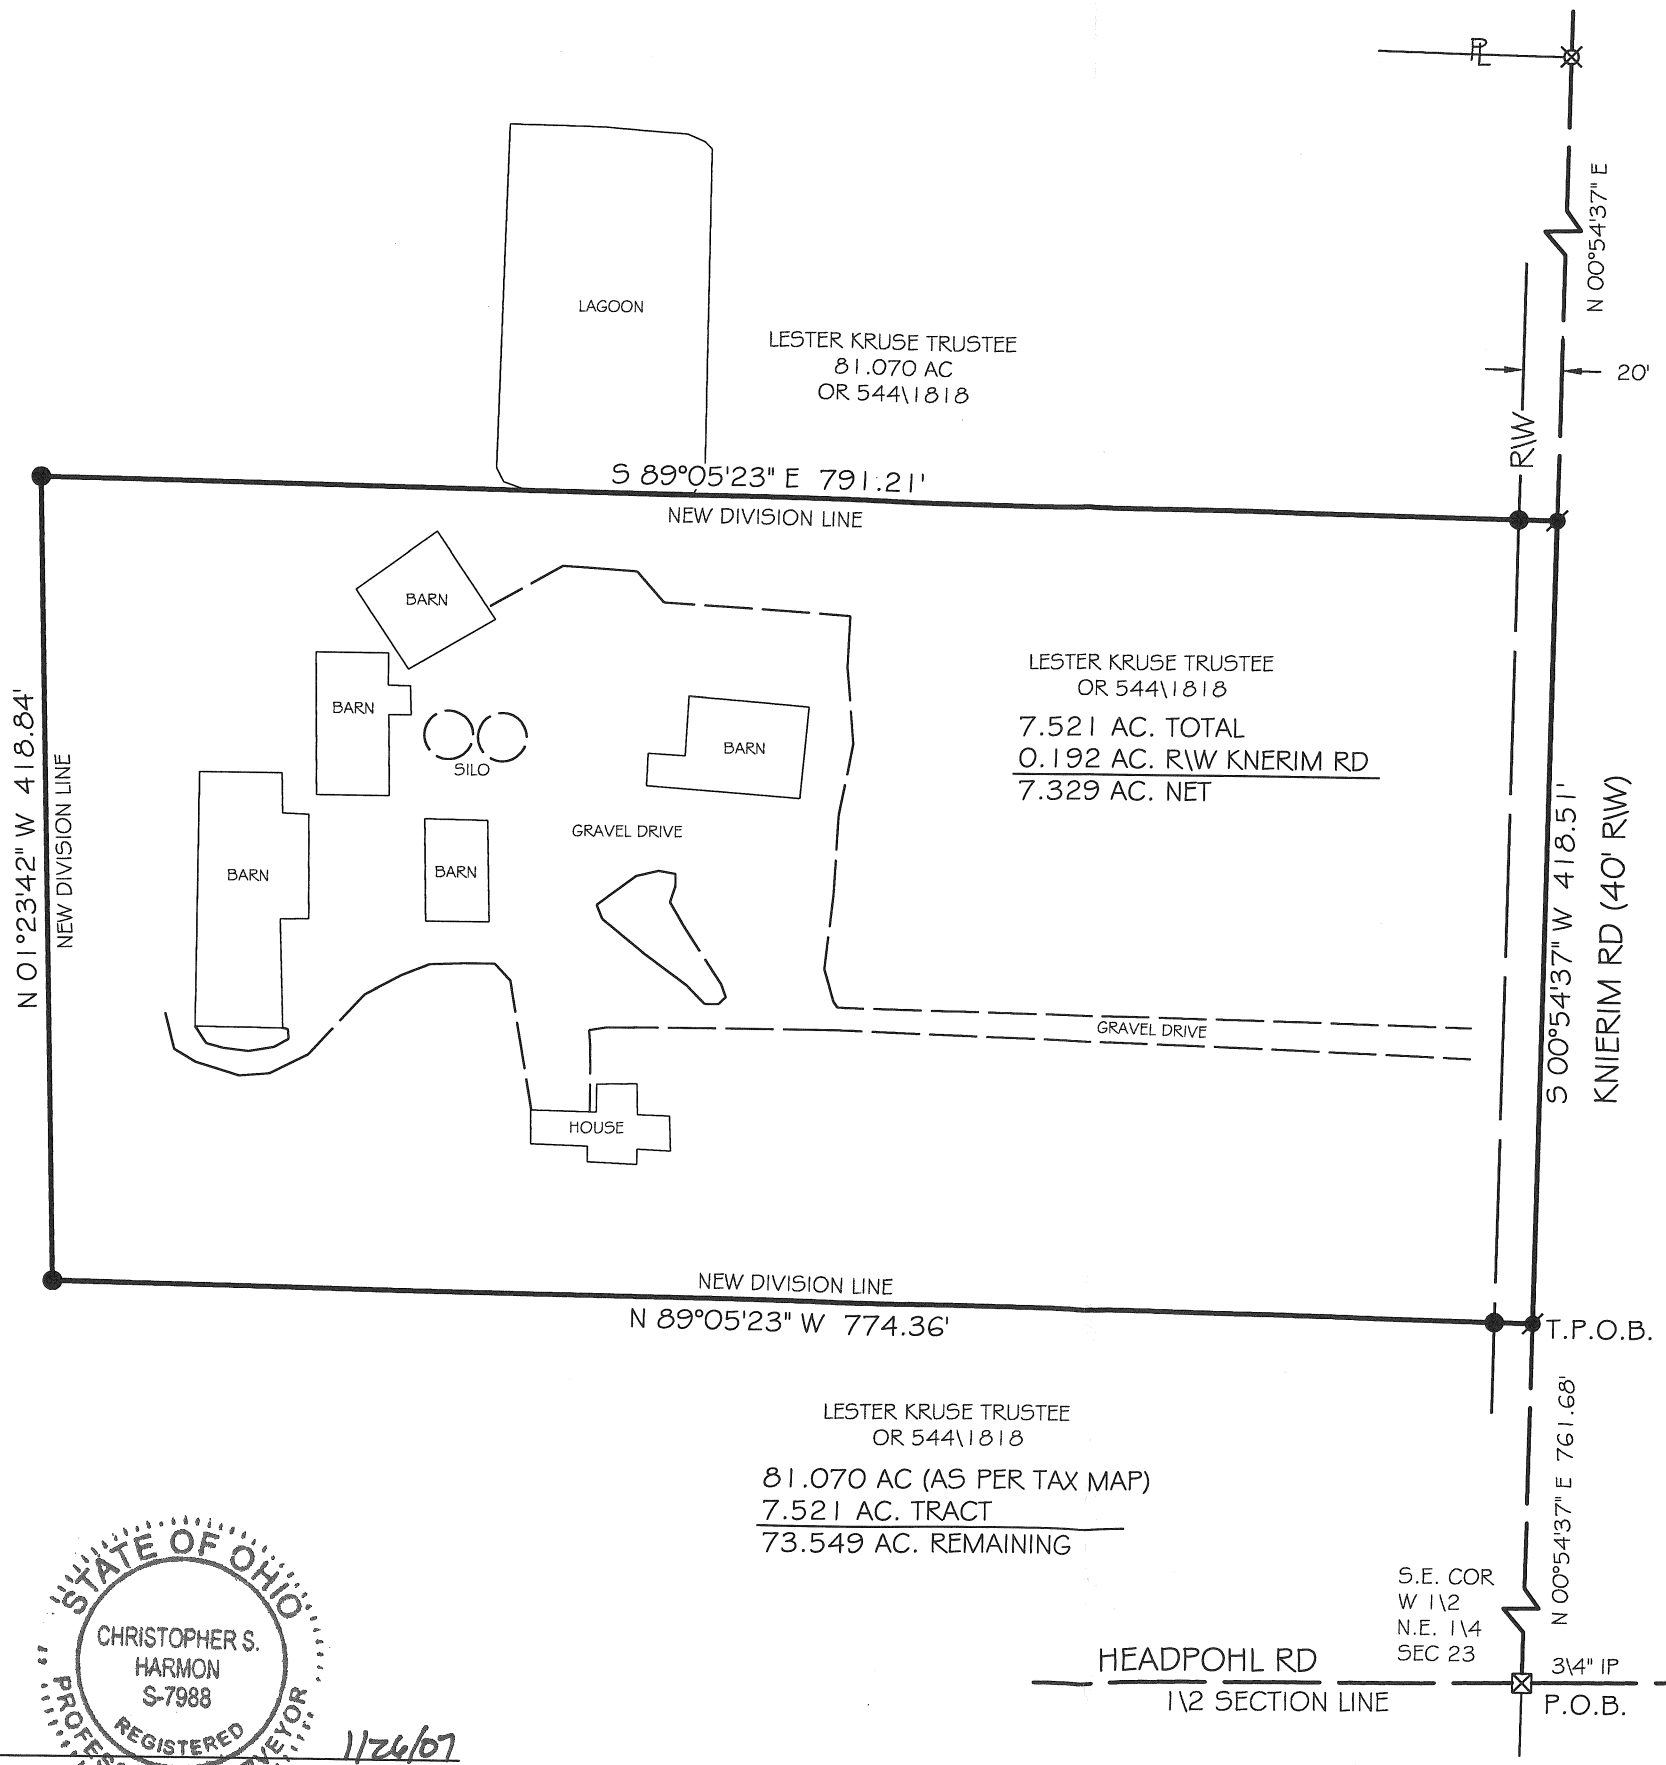 PL
N 00°54'37" E
LAGOON
LESTER KRUSE TRUSTEE
81.070 AC
OR 544\1818
20'
R\W
S 89°05'23" E 791.21'
NEW DIVISION LINE
BARN
BARN
SILO
BARN
LESTER KRUSE TRUSTEE
OR 544\1818
7.521 AC. TOTAL
0.192 AC. R\W KNERIM RD
7.329 AC. NET
N 01°23'42" W 418.84'
NEW DIVISION LINE
BARN
BARN
GRAVEL DRIVE
S 00°54'37" W 418.51'
KNIERIM RD (40' RW)
GRAVEL DRIVE
HOUSE
NEW DIVISION LINE
N 89°05'23" W 774.36'
T.P.O.B.
LESTER KRUSE TRUSTEE
OR 544\1818
81.070 AC (AS PER TAX MAP)
7.521 AC. TRACT
73.549 AC. REMAINING
N 00°54'37" E 761.68'
S.E. COR
W 1\2
N.E. 1\4
SEC 23
HEADPOHL RD
1\2 SECTION LINE
3\4" IP
P.O.B.
STATE OF OHIO
CHRISTOPHER S.
HARMON
S-7988
REGISTERED
1/26/07